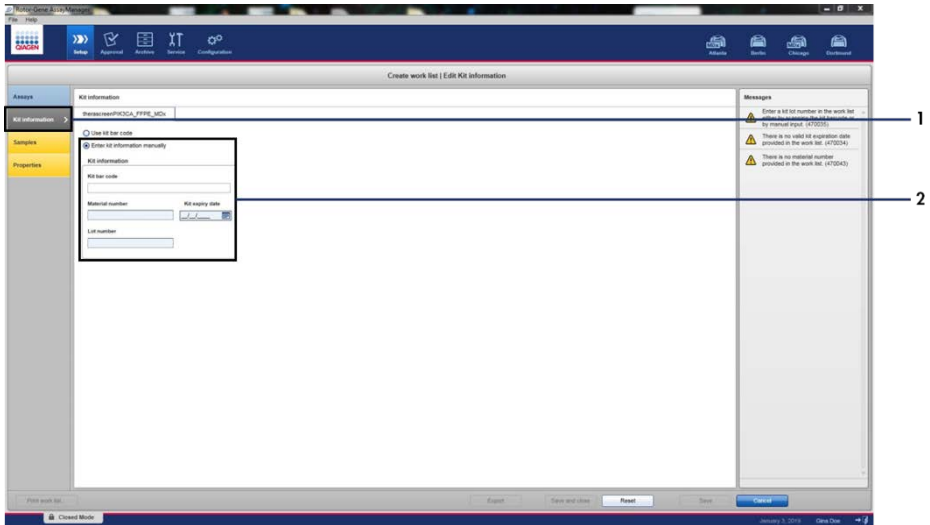 Rotor-Gene AssayManager
File Help
QIAGEN
Setup Approval Archive Service Configuration
Atlanta Berlin Chicago Dortmund
Create work list | Edit Kit information
Assays
Kit information
Samples
Properties
Kit information
therascreenPIK3CA_FFPE_MDx
Use kit bar code
Enter kit information manually
Kit information
Kit bar code
Material number Kit expiry date
__/__/____
Lot number
Messages
Enter a kit lot number in the work list
either by scanning the kit barcode or
by manual input. (470035)
There is no valid kit expiration date
provided in the work list. (470034)
There is no material number
provided in the work list. (470043)
1
2
Print work list...
Export Save and close Reset Save Cancel
Closed Mode
January 3, 2019 Gina Doe